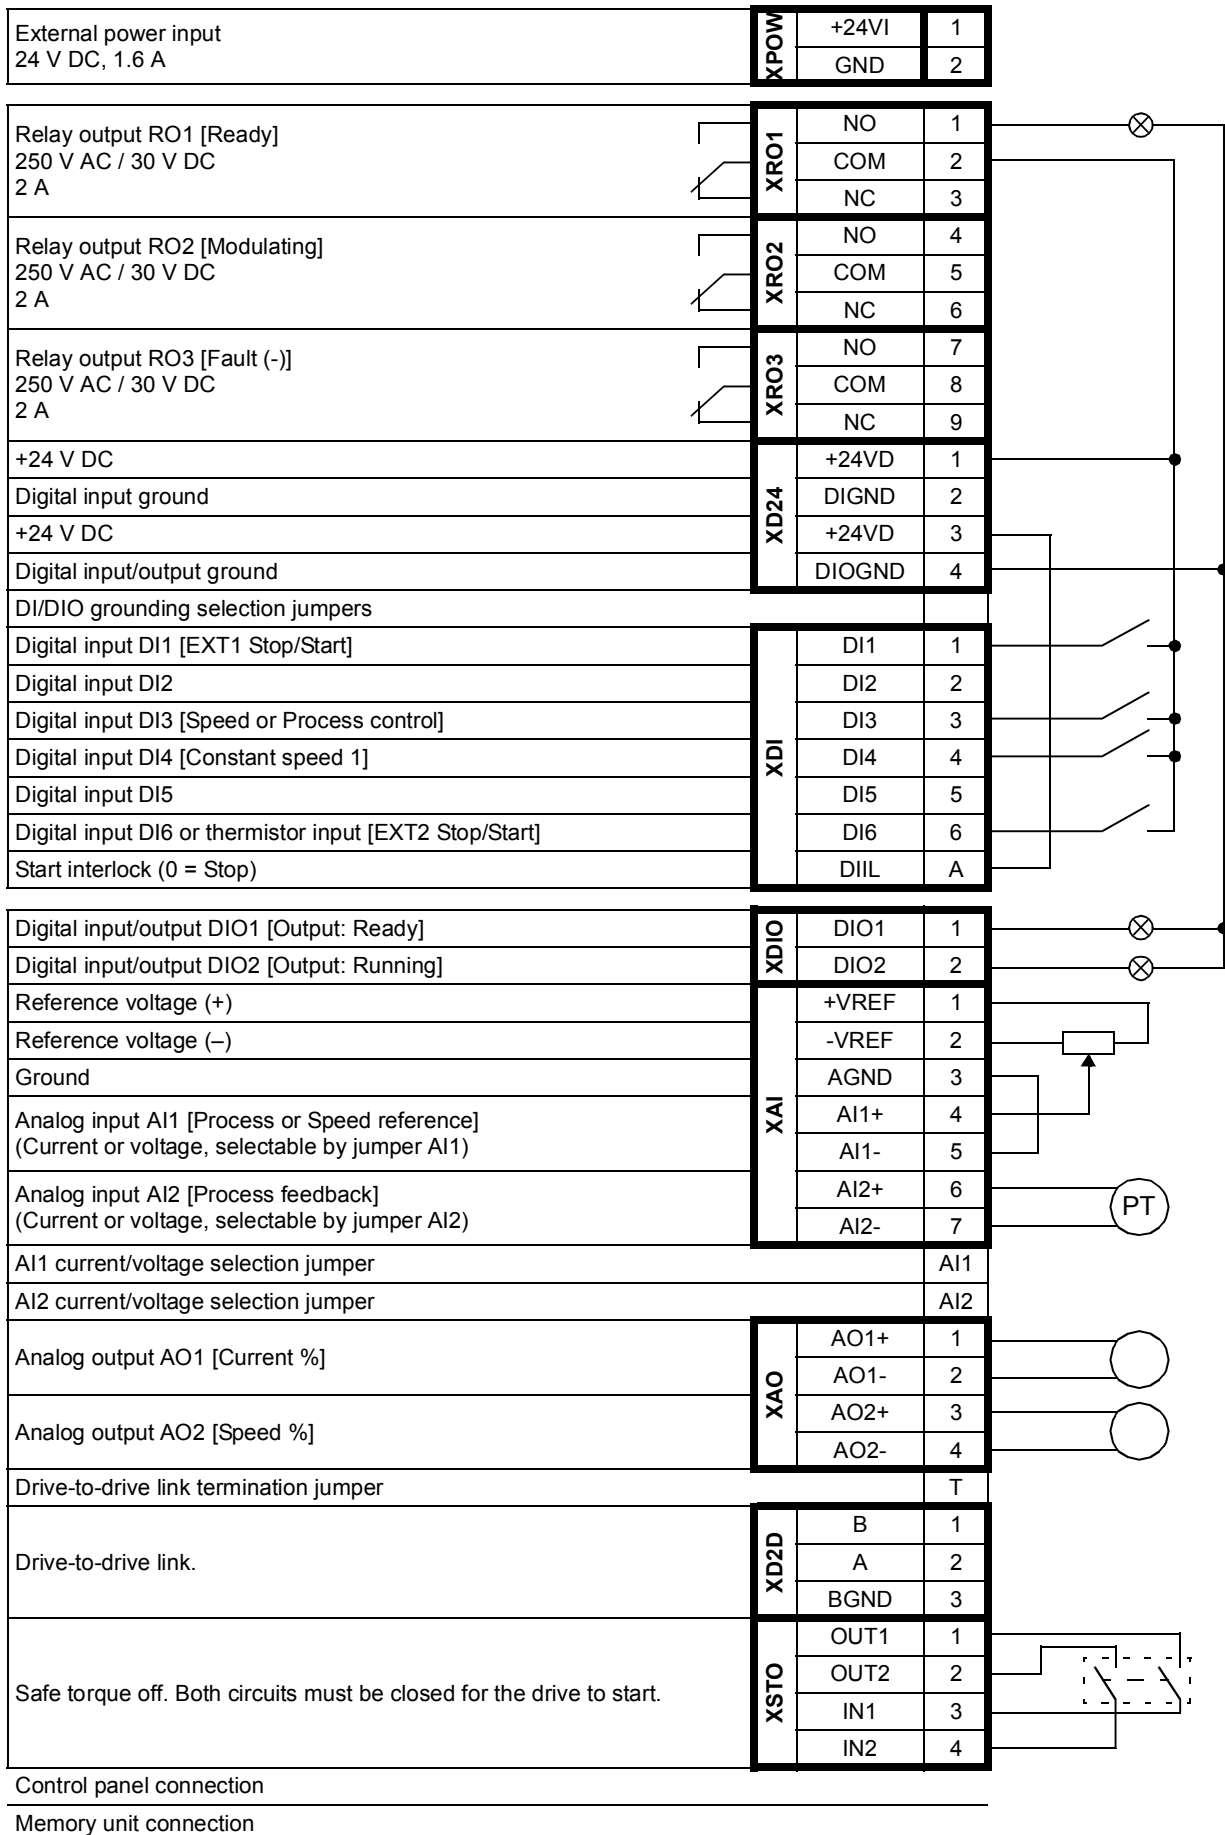 External power input
24 V DC, 1.6 A
XPOW
+24VI 1
GND 2
Relay output RO1 [Ready]
250 V AC / 30 V DC
2 A
XRO1
NO 1
COM 2
NC 3
Relay output RO2 [Modulating]
250 V AC / 30 V DC
2 A
XRO2
NO 4
COM 5
NC 6
Relay output RO3 [Fault (-)]
250 V AC / 30 V DC
2 A
XRO3
NO 7
COM 8
NC 9
XD24
+24 V DC +24VD 1
Digital input ground DIGND 2
+24 V DC +24VD 3
Digital input/output ground DIOGND 4
DI/DIO grounding selection jumpers
XDI
Digital input DI1 [EXT1 Stop/Start] DI1 1
Digital input DI2 DI2 2
Digital input DI3 [Speed or Process control] DI3 3
Digital input DI4 [Constant speed 1] DI4 4
Digital input DI5 DI5 5
Digital input DI6 or thermistor input [EXT2 Stop/Start] DI6 6
Start interlock (0 = Stop) DIIL A
XDIO
Digital input/output DIO1 [Output: Ready] DIO1 1
Digital input/output DIO2 [Output: Running] DIO2 2
XAI
Reference voltage (+) +VREF 1
Reference voltage (–) -VREF 2
Ground AGND 3
Analog input AI1 [Process or Speed reference]
(Current or voltage, selectable by jumper AI1)
AI1+ 4
AI1- 5
Analog input AI2 [Process feedback]
(Current or voltage, selectable by jumper AI2)
AI2+ 6
AI2- 7
PT
AI1 current/voltage selection jumper AI1
AI2 current/voltage selection jumper AI2
XAO
Analog output AO1 [Current %]
AO1+ 1
AO1- 2
Analog output AO2 [Speed %]
AO2+ 3
AO2- 4
Drive-to-drive link termination jumper T
Drive-to-drive link.
XD2D
B 1
A 2
BGND 3
Safe torque off. Both circuits must be closed for the drive to start.
XSTO
OUT1 1
OUT2 2
IN1 3
IN2 4
Control panel connection
Memory unit connection